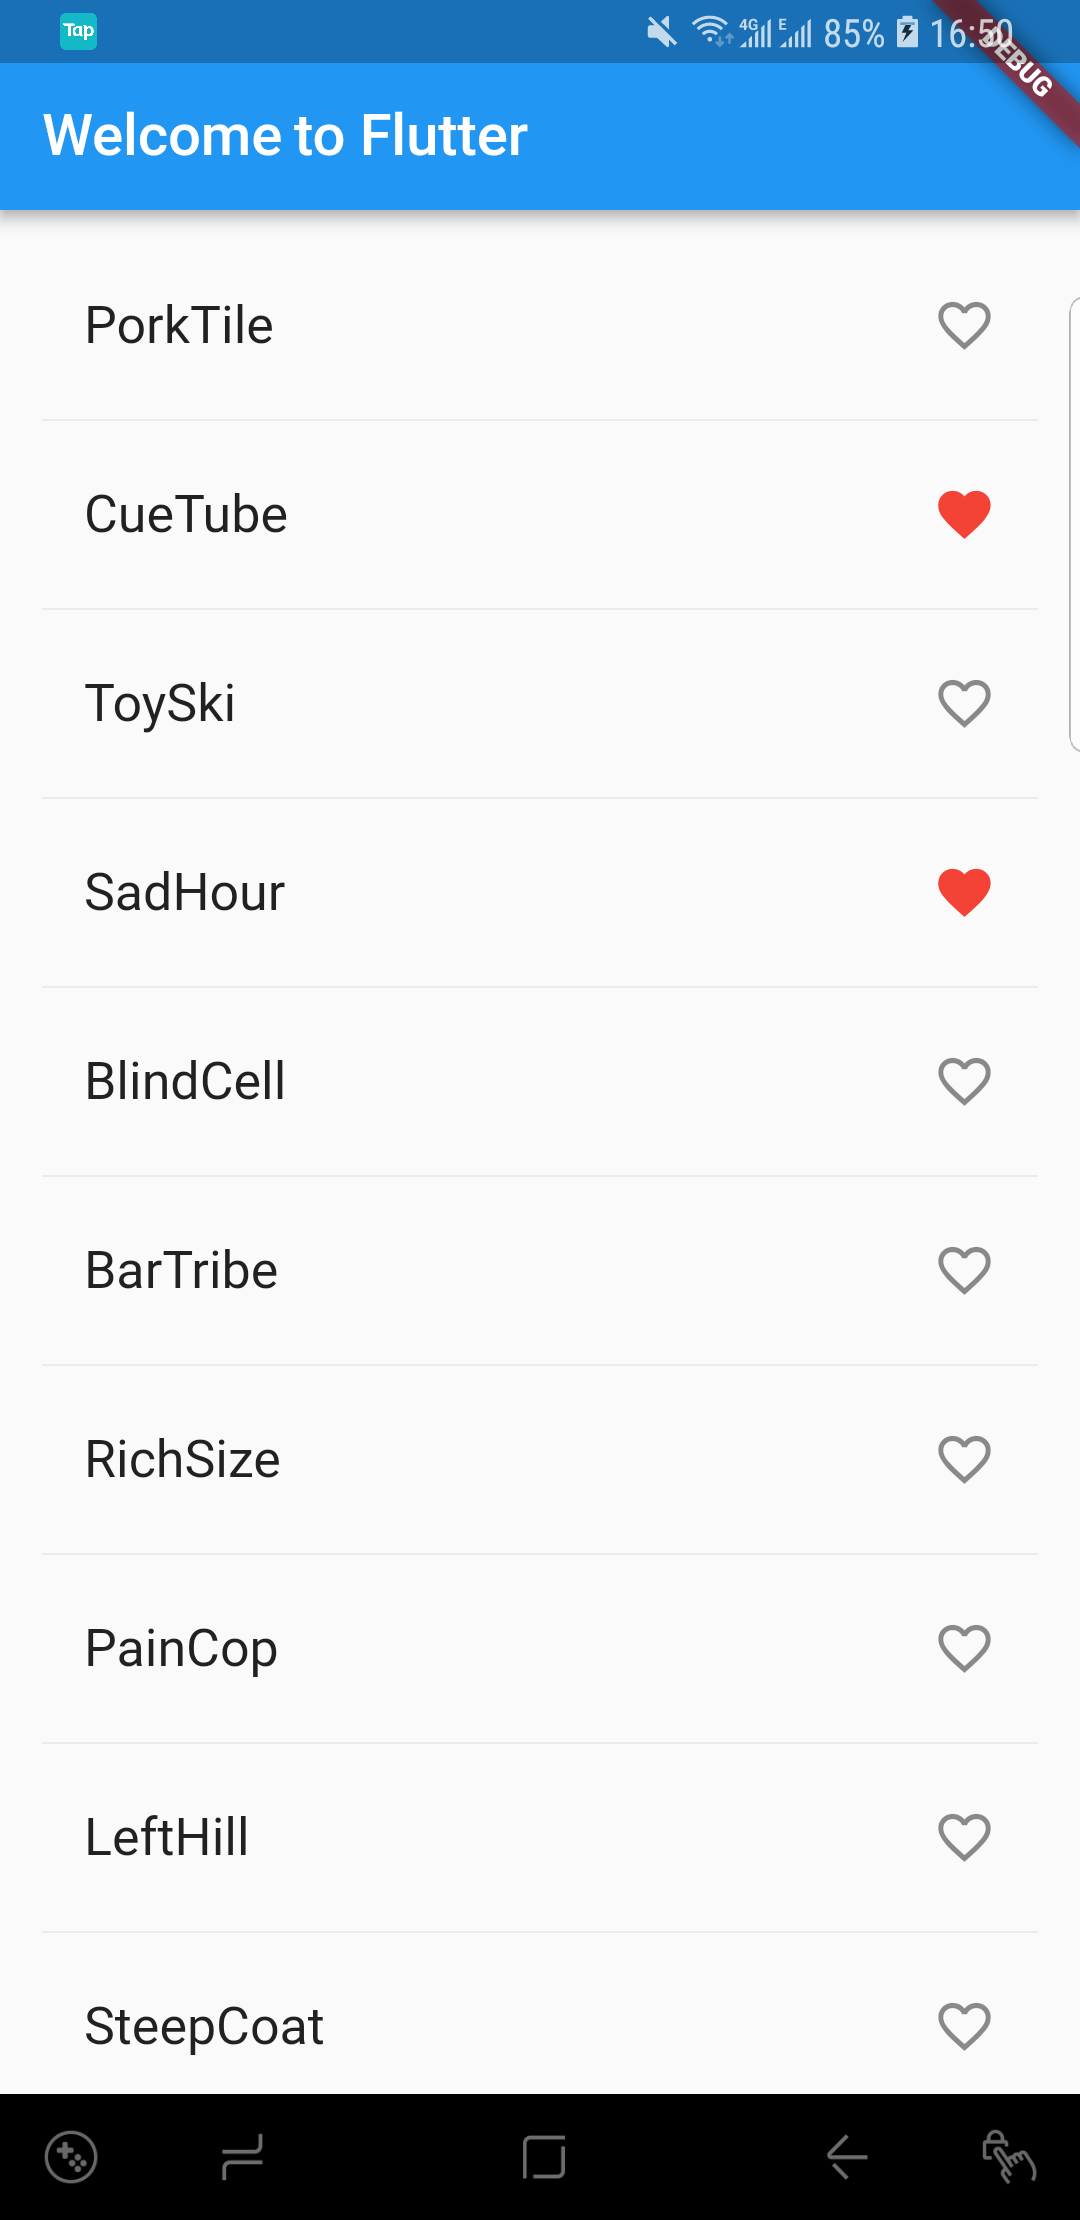 Tap 4G E 85% 16:50
DEBUG
Welcome to Flutter
PorkTile
CueTube
ToySki
SadHour
BlindCell
BarTribe
RichSize
PainCop
LeftHill
SteepCoat